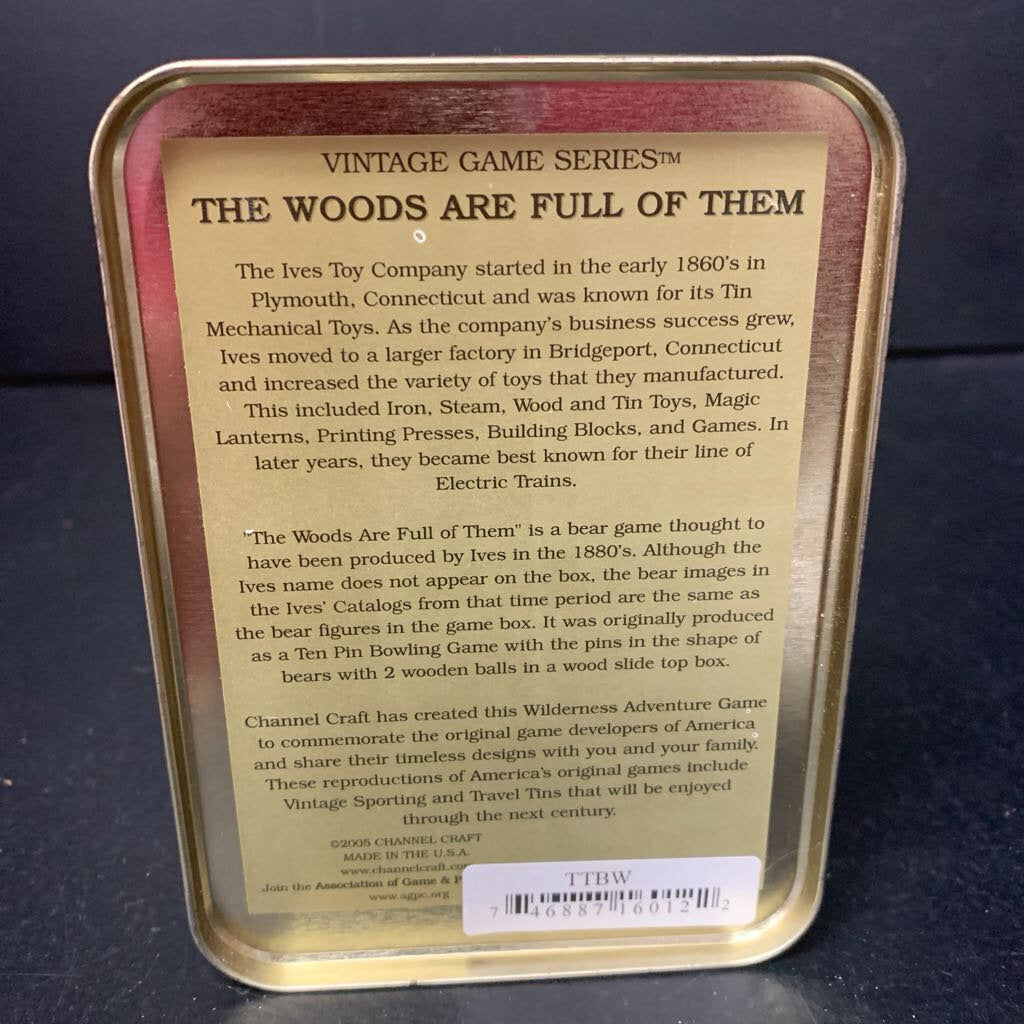 VINTAGE GAME SERIES™
THE WOODS ARE FULL OF THEM
The Ives Toy Company started in the early 1860's in
Plymouth, Connecticut and was known for its Tin
Mechanical Toys. As the company's business success grew,
Ives moved to a larger factory in Bridgeport, Connecticut
and increased the variety of toys that they manufactured.
This included Iron, Steam, Wood and Tin Toys, Magic
Lanterns, Printing Presses, Building Blocks, and Games. In
later years, they became best known for their line of
Electric Trains.
"The Woods Are Full of Them" is a bear game thought to
have been produced by Ives in the 1880's. Although the
Ives name does not appear on the box, the bear images in
the Ives' Catalogs from that time period are the same as
the bear figures in the game box. It was originally produced
as a Ten Pin Bowling Game with the pins in the shape of
bears with 2 wooden balls in a wood slide top box.
Channel Craft has created this Wilderness Adventure Game
to commemorate the original game developers of America
and share their timeless designs with you and your family.
These reproductions of America's original games include
Vintage Sporting and Travel Tins that will be enjoyed
through the next century.
©2005 CHANNEL CRAFT
MADE IN THE U.S.A.
www.channelcraft.co
Join the Association of Game & P
www.agpc.org
TTBW
7 46887 16012 2